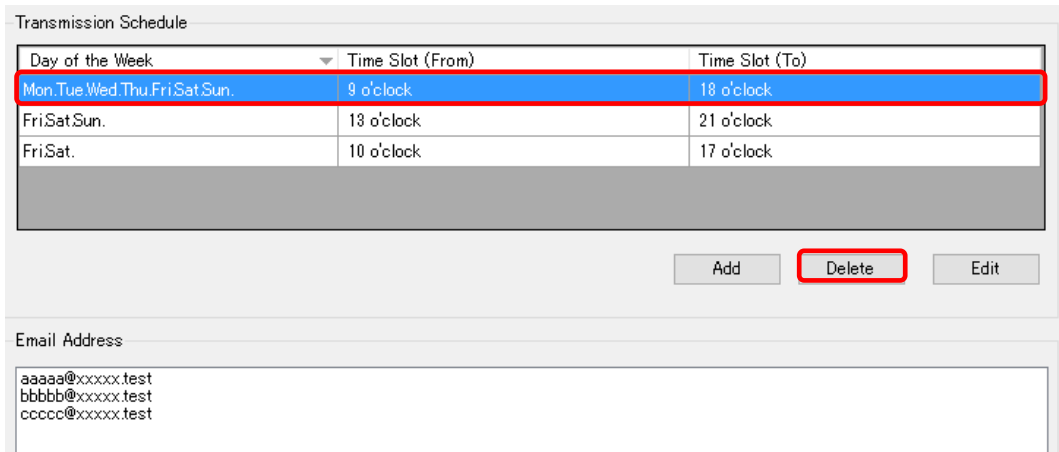 Transmission Schedule
Day of the Week Time Slot (From) Time Slot (To)
Mon.Tue.Wed.Thu.Fri.Sat.Sun. 9 o'clock 18 o'clock
Fri.Sat.Sun. 13 o'clock 21 o'clock
Fri.Sat. 10 o'clock 17 o'clock
Add Delete Edit
Email Address
aaaaa@xxxxx.test
bbbbb@xxxxx.test
ccccc@xxxxx.test